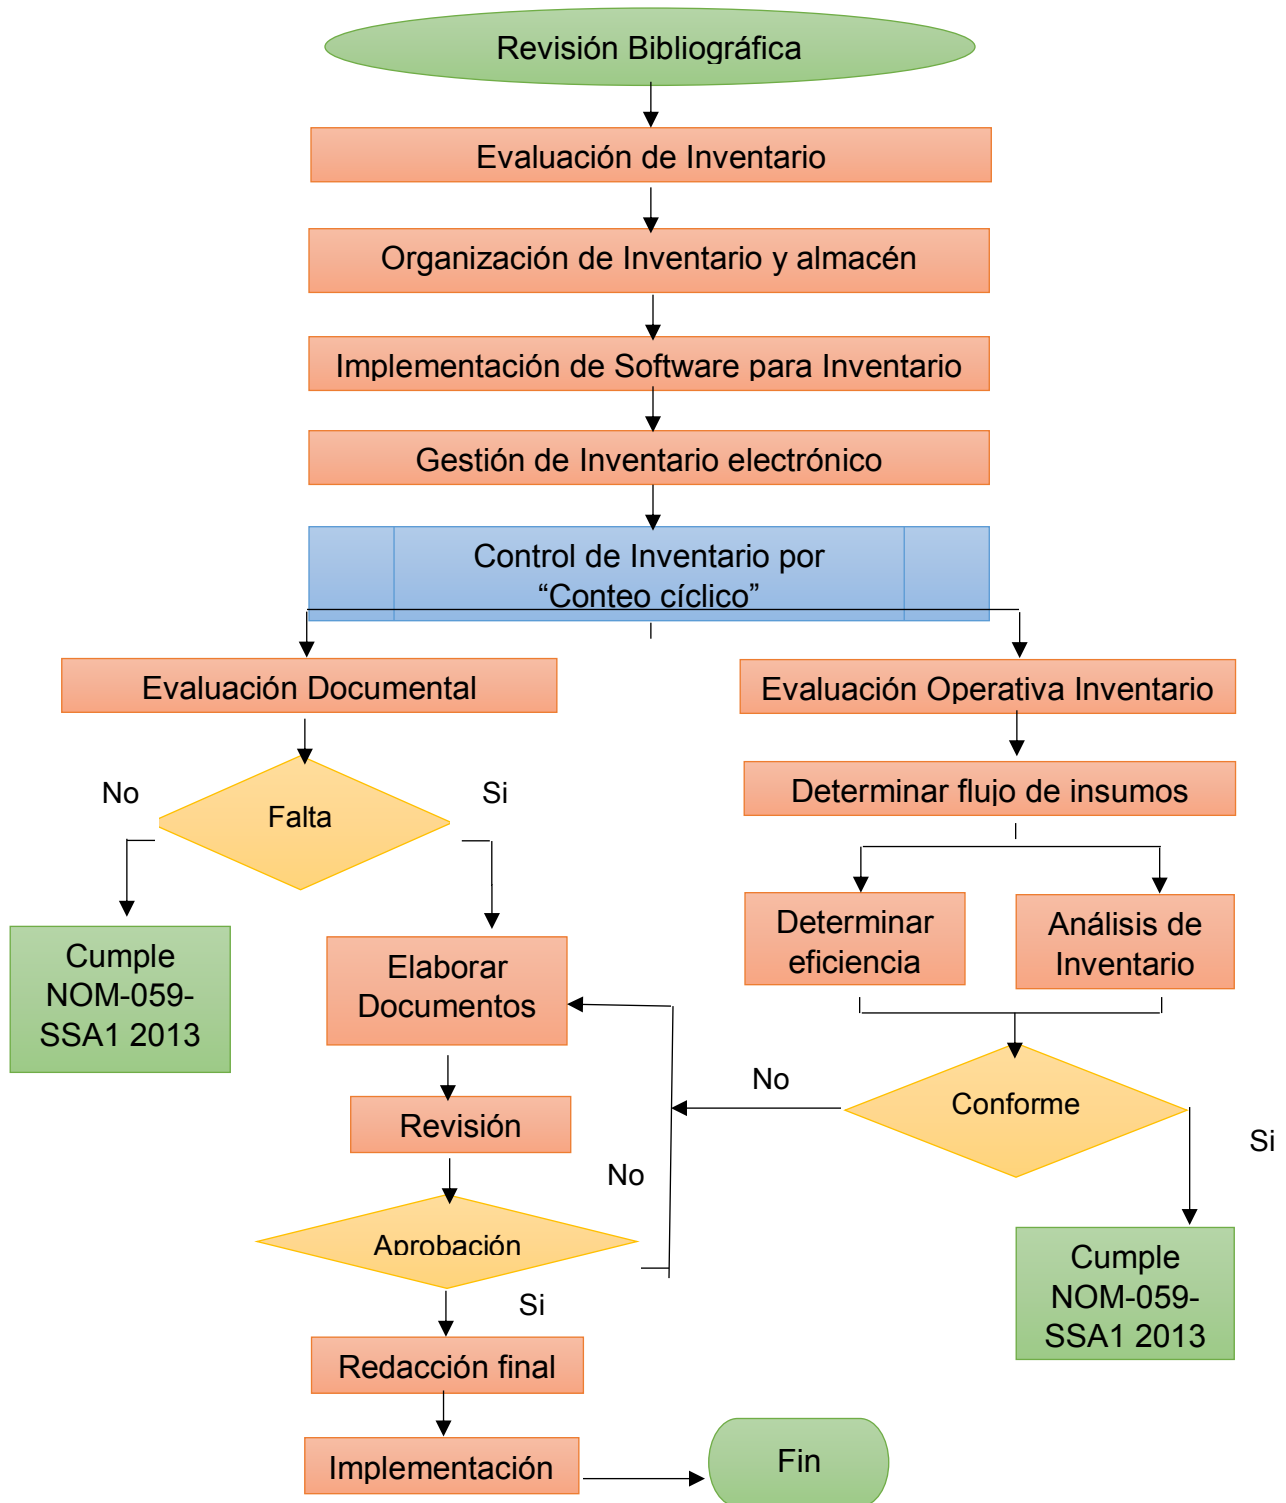 Revisión Bibliográfica
Evaluación de Inventario
Organización de Inventario y almacén
Implementación de Software para Inventario
Gestión de Inventario electrónico
Control de Inventario por
“Conteo cíclico”
Evaluación Documental
Evaluación Operativa Inventario
No
Si
Falta
Determinar flujo de insumos
Cumple
NOM-059-
SSA1 2013
Elaborar
Documentos
Determinar
eficiencia
Análisis de
Inventario
Revisión
No
Conforme
Si
No
Aprobación
Si
Cumple
NOM-059-
SSA1 2013
Redacción final
Implementación
Fin